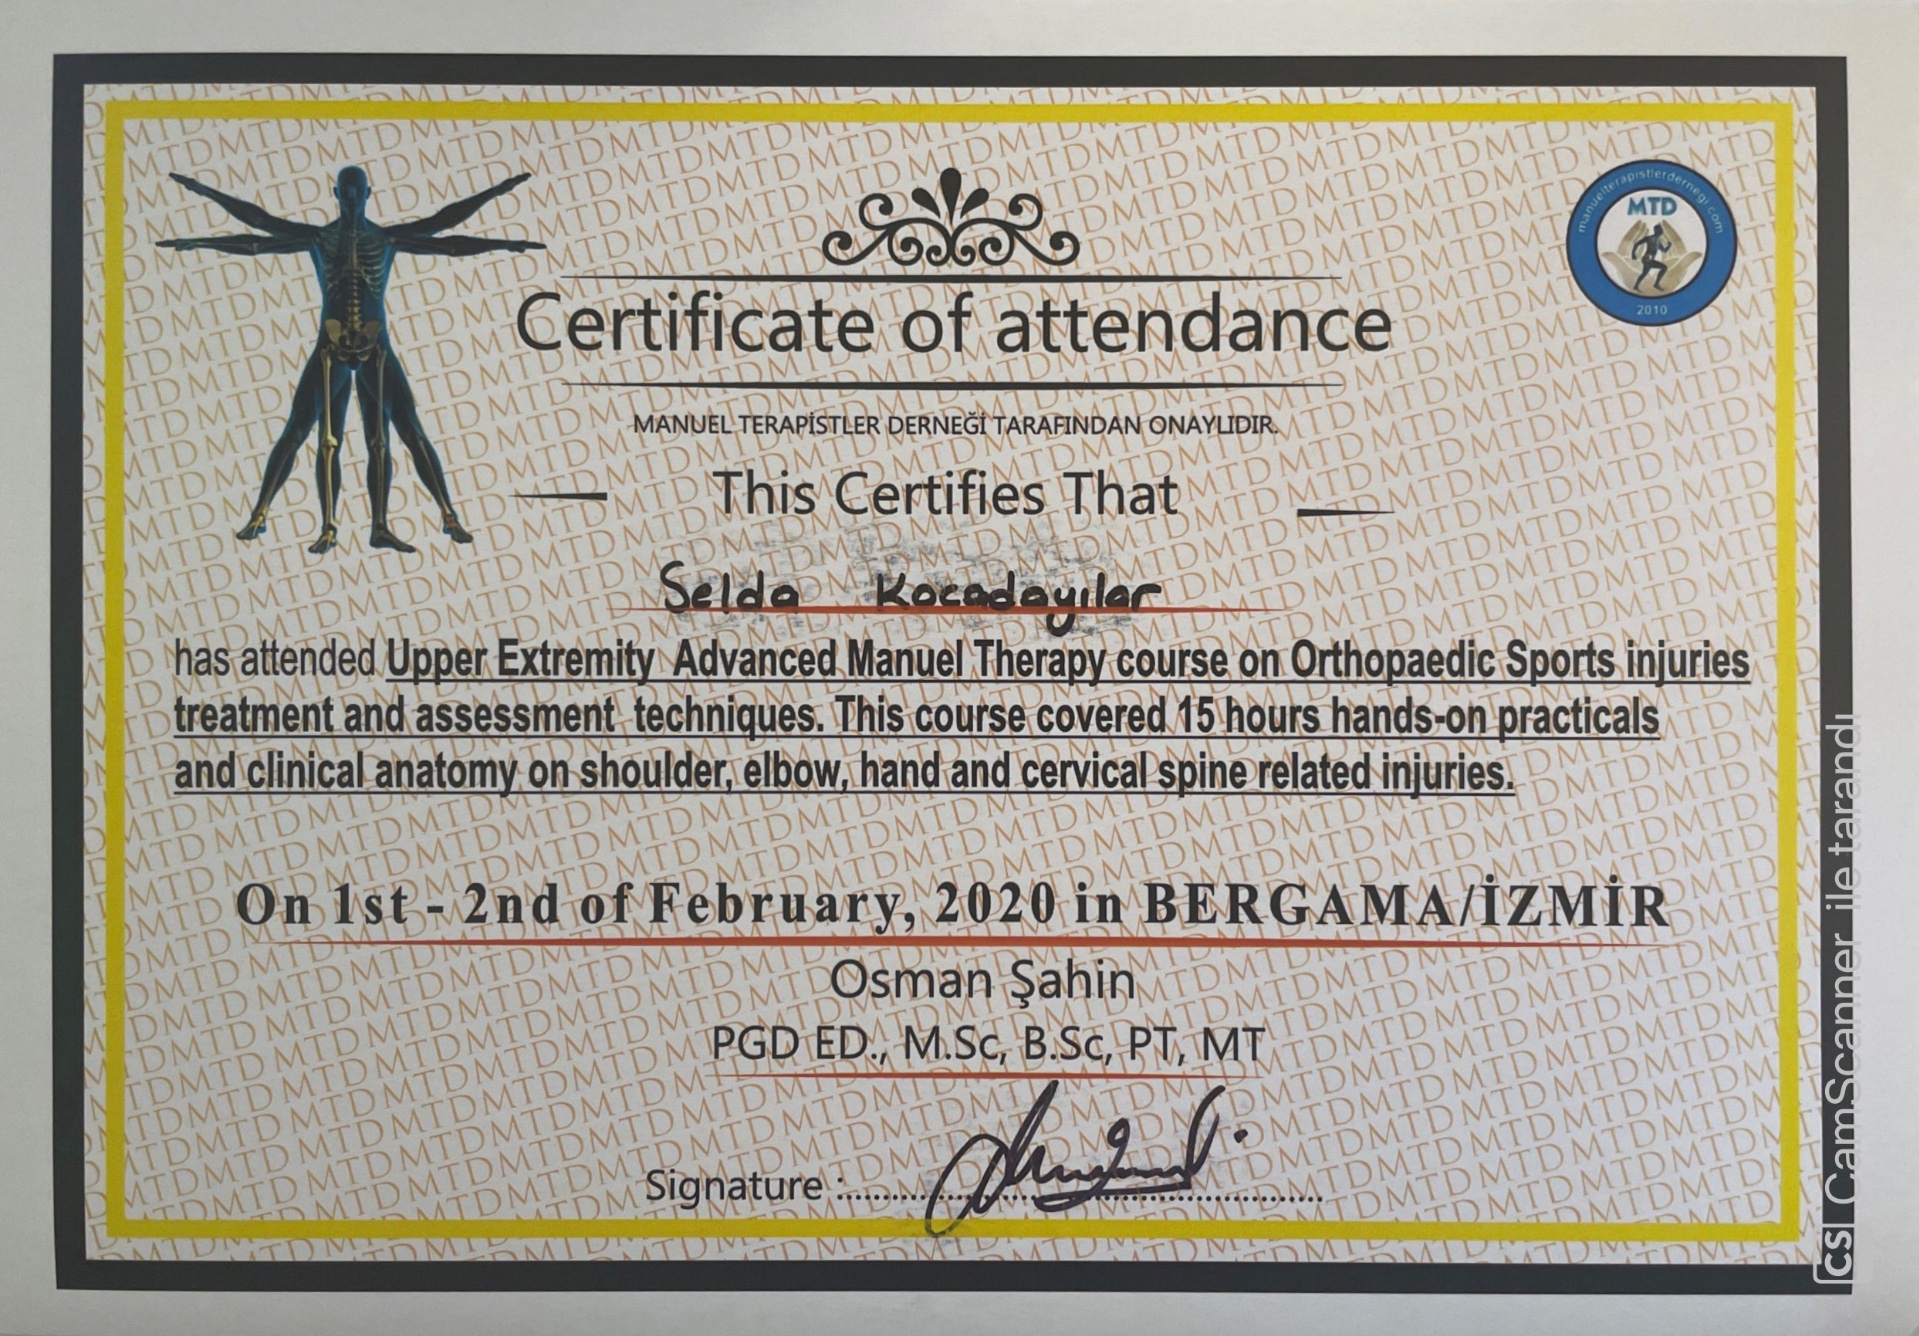 manuelterapistlerdernegi.com
MTD
2010
Certificate of attendance
MANUEL TERAPİSTLER DERNEĞİ TARAFINDAN ONAYLIDIR.
This Certifies That
Selda Kocadayılar
has attended Upper Extremity Advanced Manuel Therapy course on Orthopaedic Sports injuries
treatment and assessment techniques. This course covered 15 hours hands-on practicals
and clinical anatomy on shoulder, elbow, hand and cervical spine related injuries.
On 1st - 2nd of February, 2020 in BERGAMA/İZMİR
Osman Şahin
PGD ED., M.Sc, B.Sc, PT, MT
Signature :
CS CamScanner ile tarandı